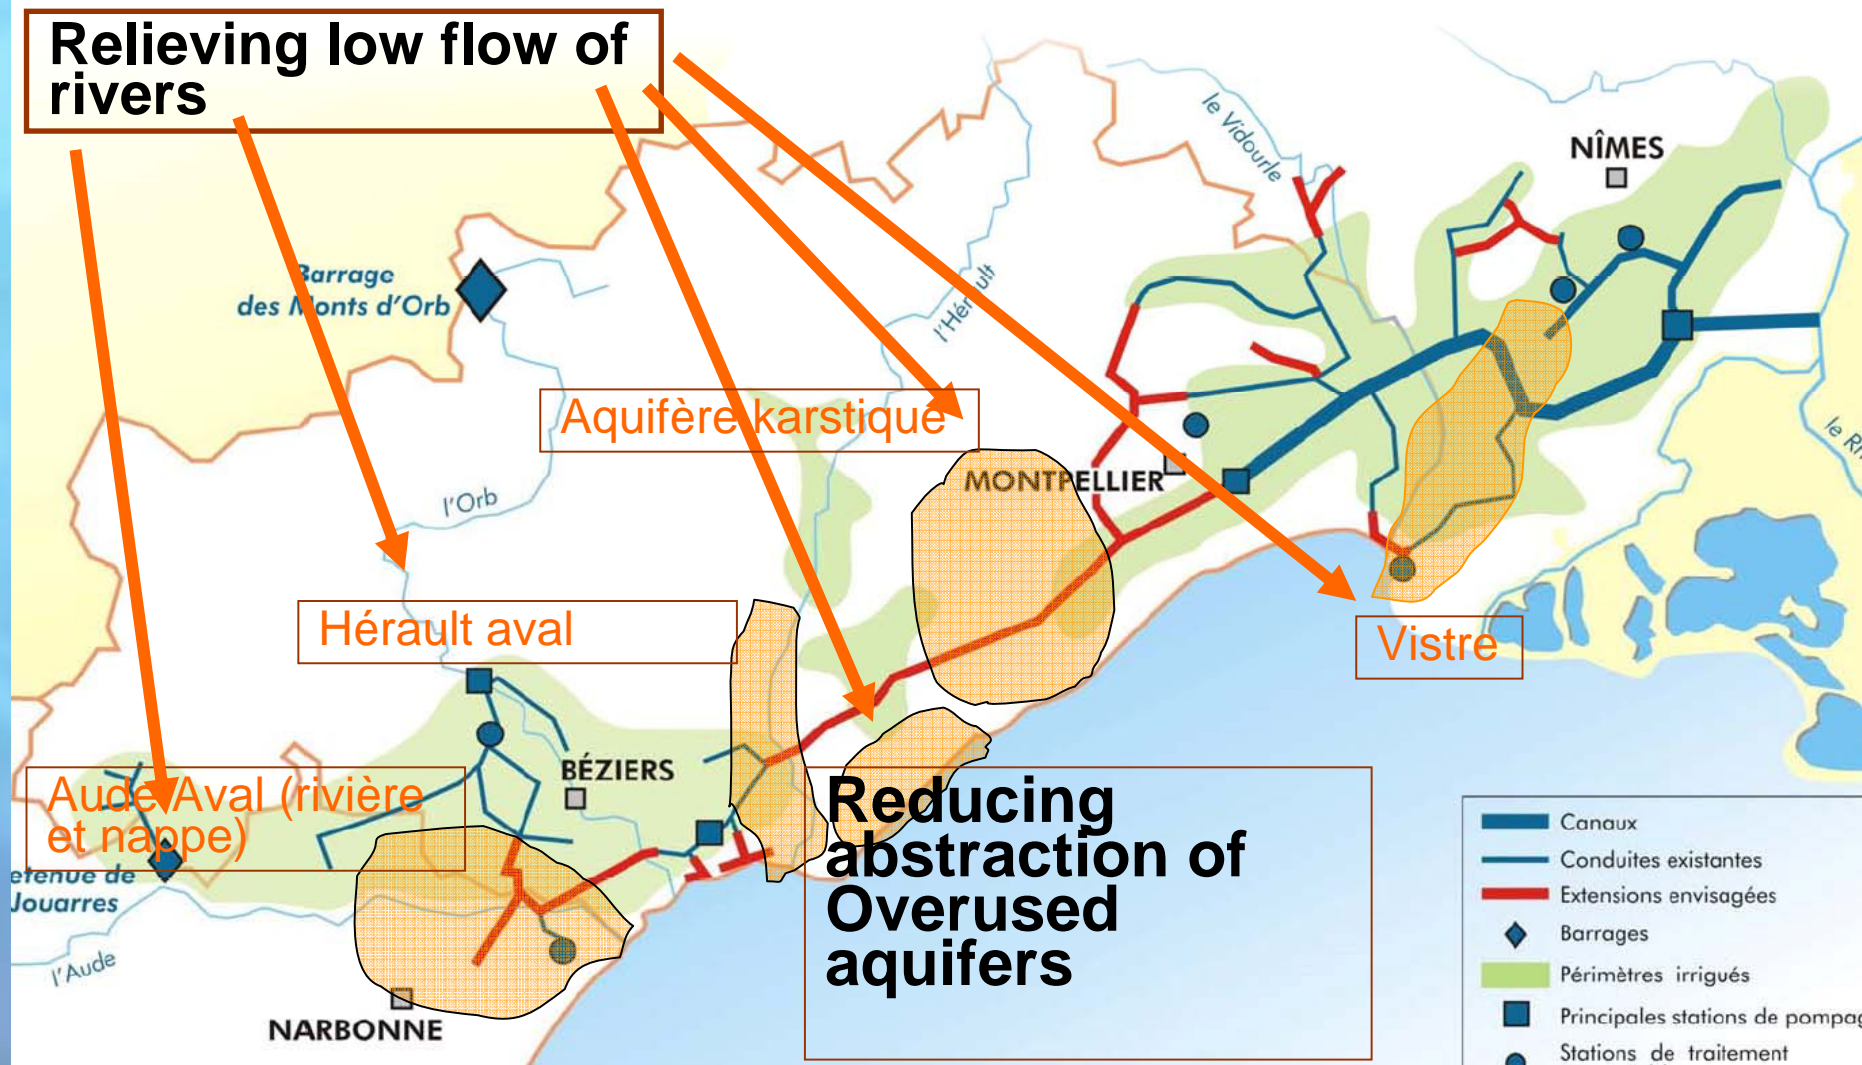 Relieving low flow of
rivers
le Vidourle
NÎMES
Barrage
des Monts d'Orb
l'Hérault
Aquifère karstique
le
MONTPELLIER
l'Orb
Hérault aval
Vistre
BÉZIERS
Aude Aval (rivière
et nappe)
Reducing
abstraction of
Overused
aquifers
etenue de
Jouarres
l'Aude
NARBONNE
Canaux
Conduites existantes
Extensions envisagées
Barrages
Périmètres irrigués
Principales stations de pompag
Stations de traitement